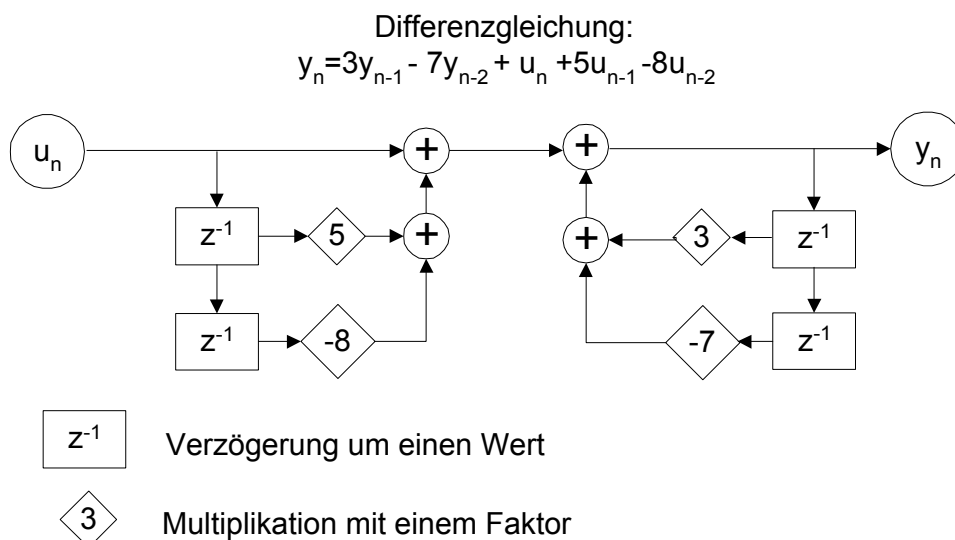 Differenzgleichung:
yₙ=3yₙ₋₁- 7yₙ₋₂+ uₙ +5uₙ₋₁ -8uₙ₋₂
uₙ + + yₙ
z⁻¹ 5 + + 3 z⁻¹
z⁻¹ -8 -7 z⁻¹
z⁻¹ Verzögerung um einen Wert
3 Multiplikation mit einem Faktor